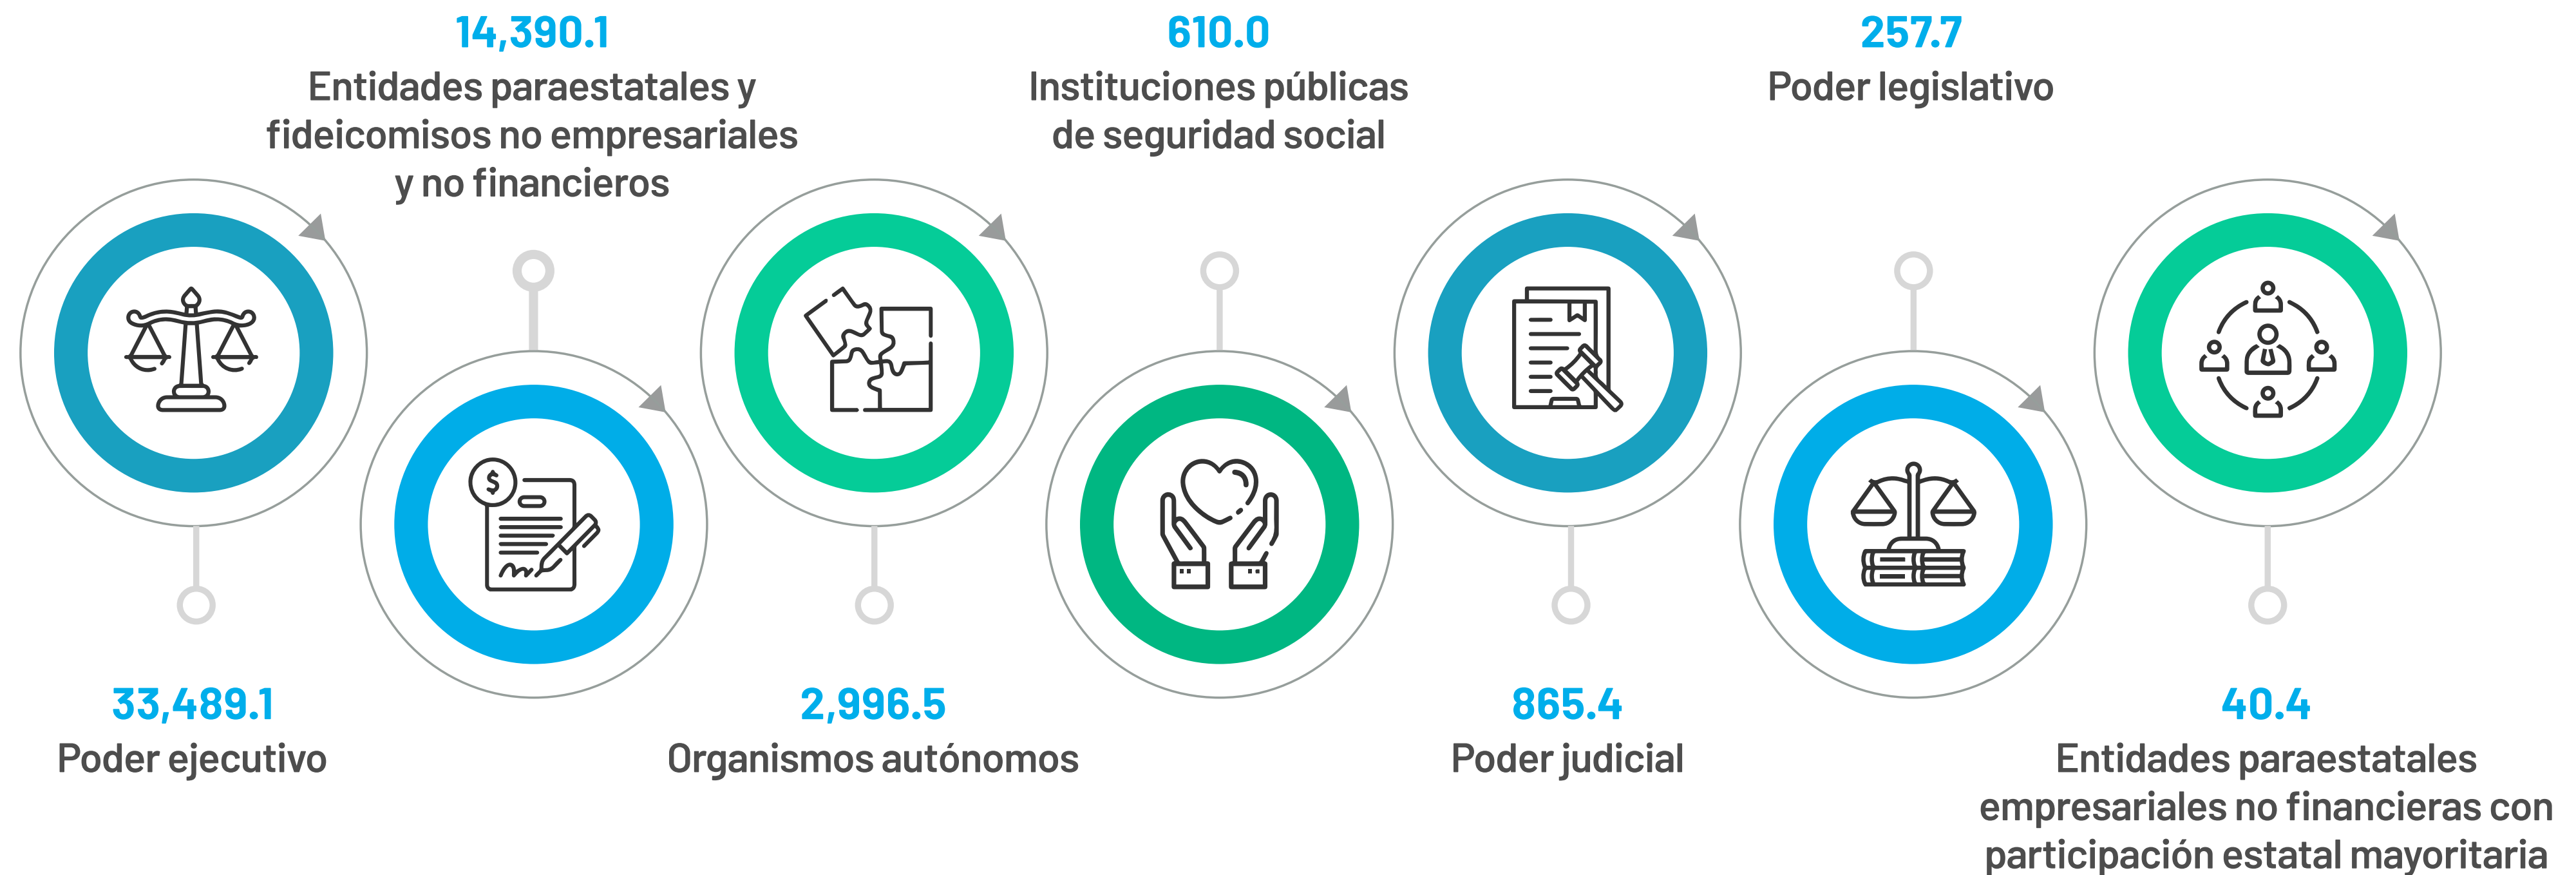 33,489.1
Poder ejecutivo
14,390.1
Entidades paraestatales y
fideicomisos no empresariales
y no financieros
$
2,996.5
Organismos autónomos
610.0
Instituciones públicas
de seguridad social
865.4
Poder judicial
257.7
Poder legislativo
40.4
Entidades paraestatales
empresariales no financieras con
participación estatal mayoritaria